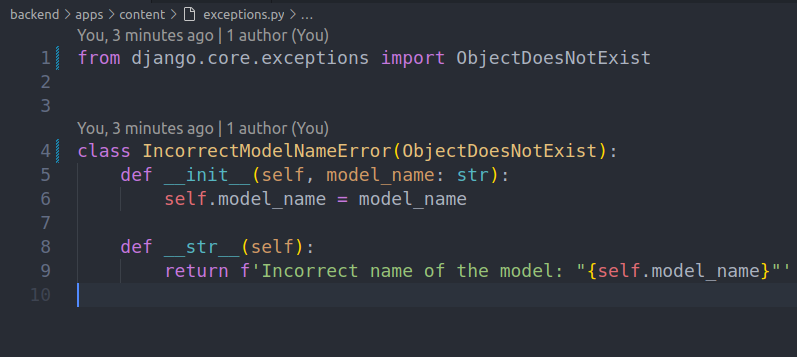 backend > apps > content > exceptions.py > ...
You, 3 minutes ago | 1 author (You)
1 from django.core.exceptions import ObjectDoesNotExist
2
3
You, 3 minutes ago | 1 author (You)
4 class IncorrectModelNameError(ObjectDoesNotExist):
5     def __init__(self, model_name: str):
6         self.model_name = model_name
7
8     def __str__(self):
9         return f'Incorrect name of the model: "{self.model_name}"'
10